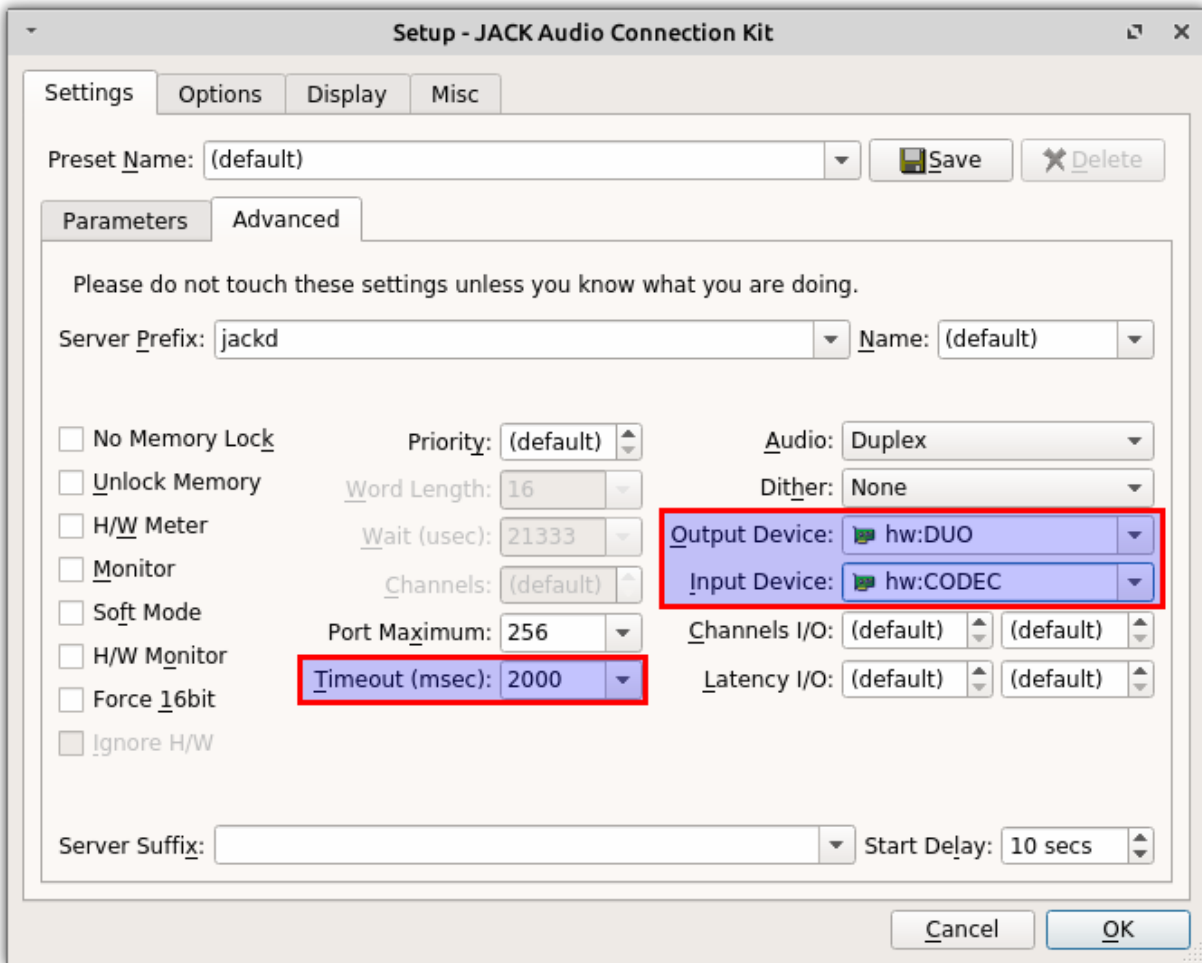 Setup - JACK Audio Connection Kit
Settings Options Display Misc
Preset Name: (default) Save Delete
Parameters Advanced
Please do not touch these settings unless you know what you are doing.
Server Prefix: jackd Name: (default)
No Memory Lock Priority: (default) Audio: Duplex
Unlock Memory Word Length: 16 Dither: None
H/W Meter Wait (usec): 21333 Output Device: hw:DUO
Monitor Channels: (default) Input Device: hw:CODEC
Soft Mode Port Maximum: 256 Channels I/O: (default) (default)
H/W Monitor Timeout (msec): 2000 Latency I/O: (default) (default)
Force 16bit
Ignore H/W
Server Suffix: Start Delay: 10 secs
Cancel OK